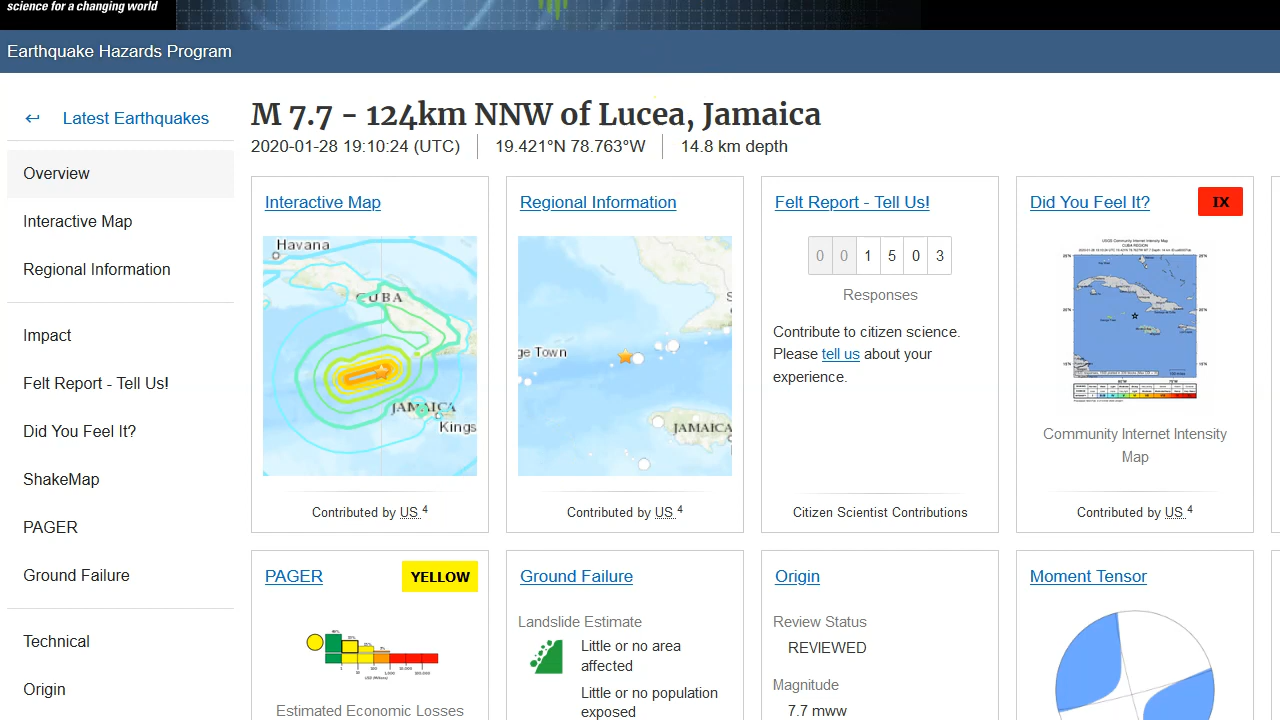 science for a changing world
Earthquake Hazards Program
Latest Earthquakes
Overview
Interactive Map
Regional Information
Impact
Felt Report - Tell Us!
Did You Feel It?
ShakeMap
PAGER
Ground Failure
Technical
Origin
M 7.7 - 124km NNW of Lucea, Jamaica
2020-01-28 19:10:24 (UTC)
19.421°N 78.763°W
14.8 km depth
Interactive Map
Havana
CUBA
JAMAICA
Kings
Contributed by US 4
Regional Information
ge Town
S
JAMAICA
Contributed by US 4
Felt Report - Tell Us!
0 0 1 5 0 3
Responses
Contribute to citizen science.
Please tell us about your
experience.
Citizen Scientist Contributions
Did You Feel It?
IX
Community Internet Intensity
Map
Contributed by US 4
PAGER
YELLOW
Estimated Economic Losses
Ground Failure
Landslide Estimate
Little or no area
affected
Little or no population
exposed
Origin
Review Status
REVIEWED
Magnitude
7.7 mww
Moment Tensor